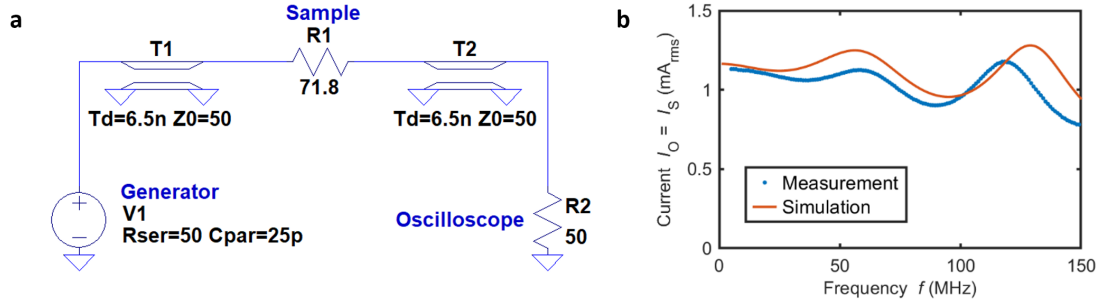 a
Sample
R1
T1
T2
71.8
Td=6.5n Z0=50
Td=6.5n Z0=50
Generator
V1
Rser=50 Cpar=25p
Oscilloscope
R2
50
b
Current I_O = I_S (mA_rms)
1.5
1
0.5
0
Measurement
Simulation
0
50
100
150
Frequency f (MHz)